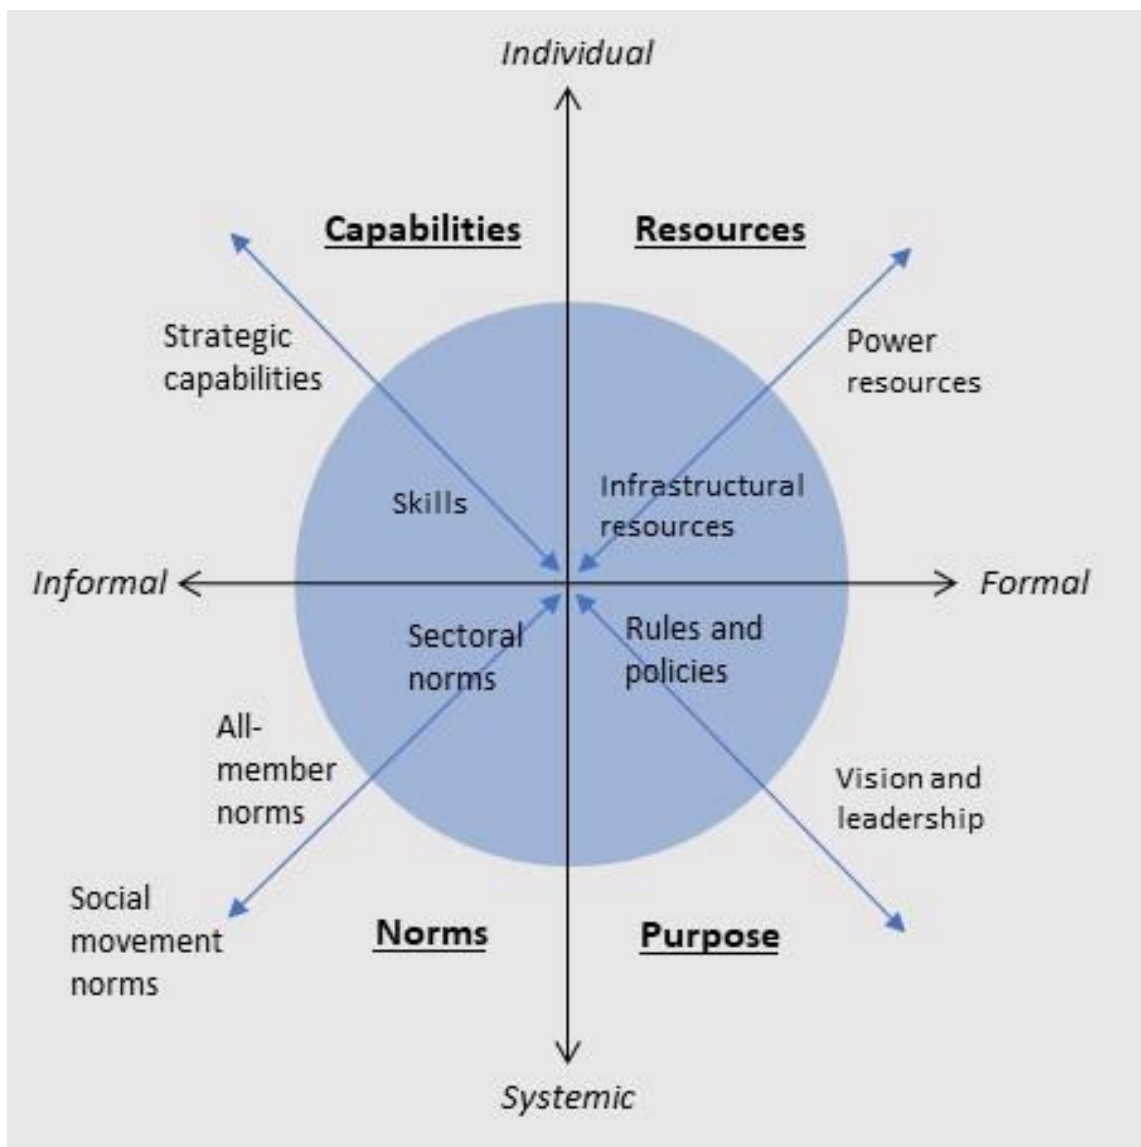 Individual
Capabilities
Resources
Strategic
capabilities
Power
resources
Skills
Infrastructural
resources
Informal
Formal
Sectoral
norms
Rules and
policies
All-
member
norms
Vision and
leadership
Social
movement
norms
Norms
Purpose
Systemic